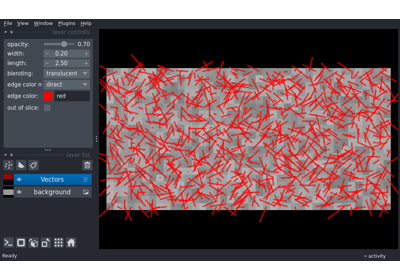 File View Window Plugins Help
layer controls
opacity: 0.70
width: 0.20
length: 2.50
blending: translucent
edge color m direct
edge color: red
out of slice:
layer list
Vectors
background
Ready
activity